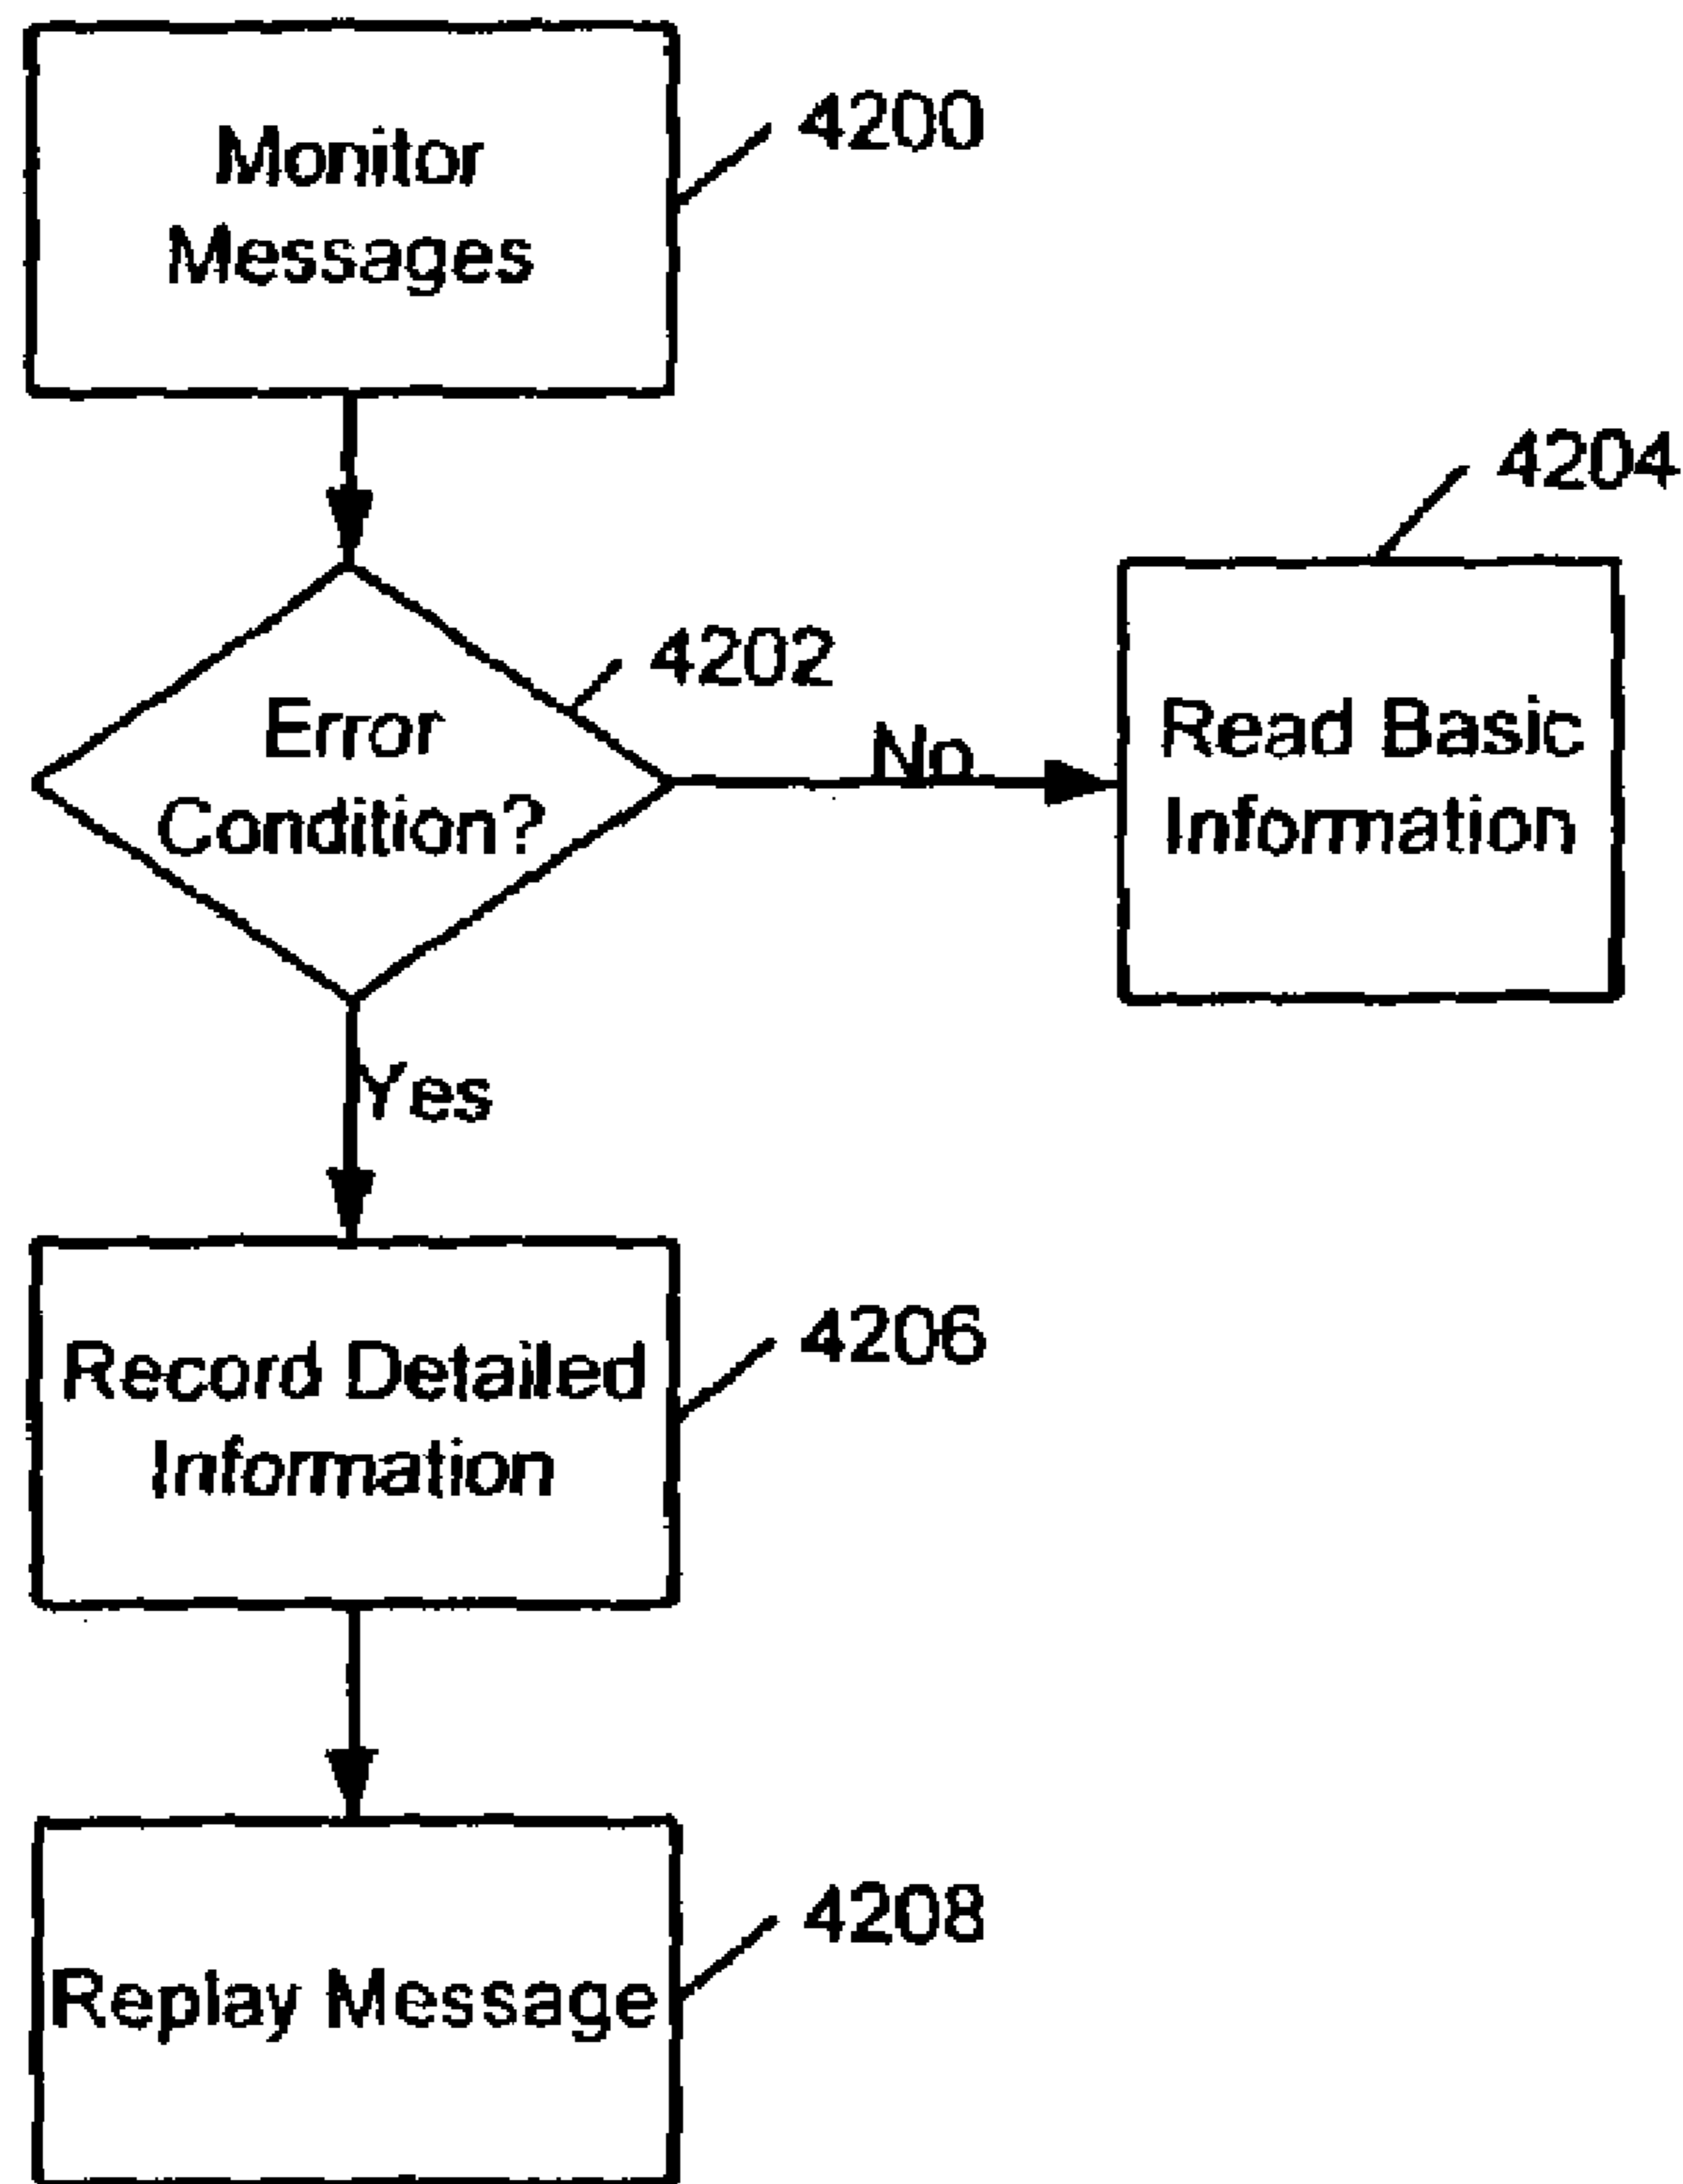 Monitor
Messages
4200
Error
Condition?
4202
No
Read Basic
Information
4204
Yes
Record Detailed
Information
4206
Replay Message
4208